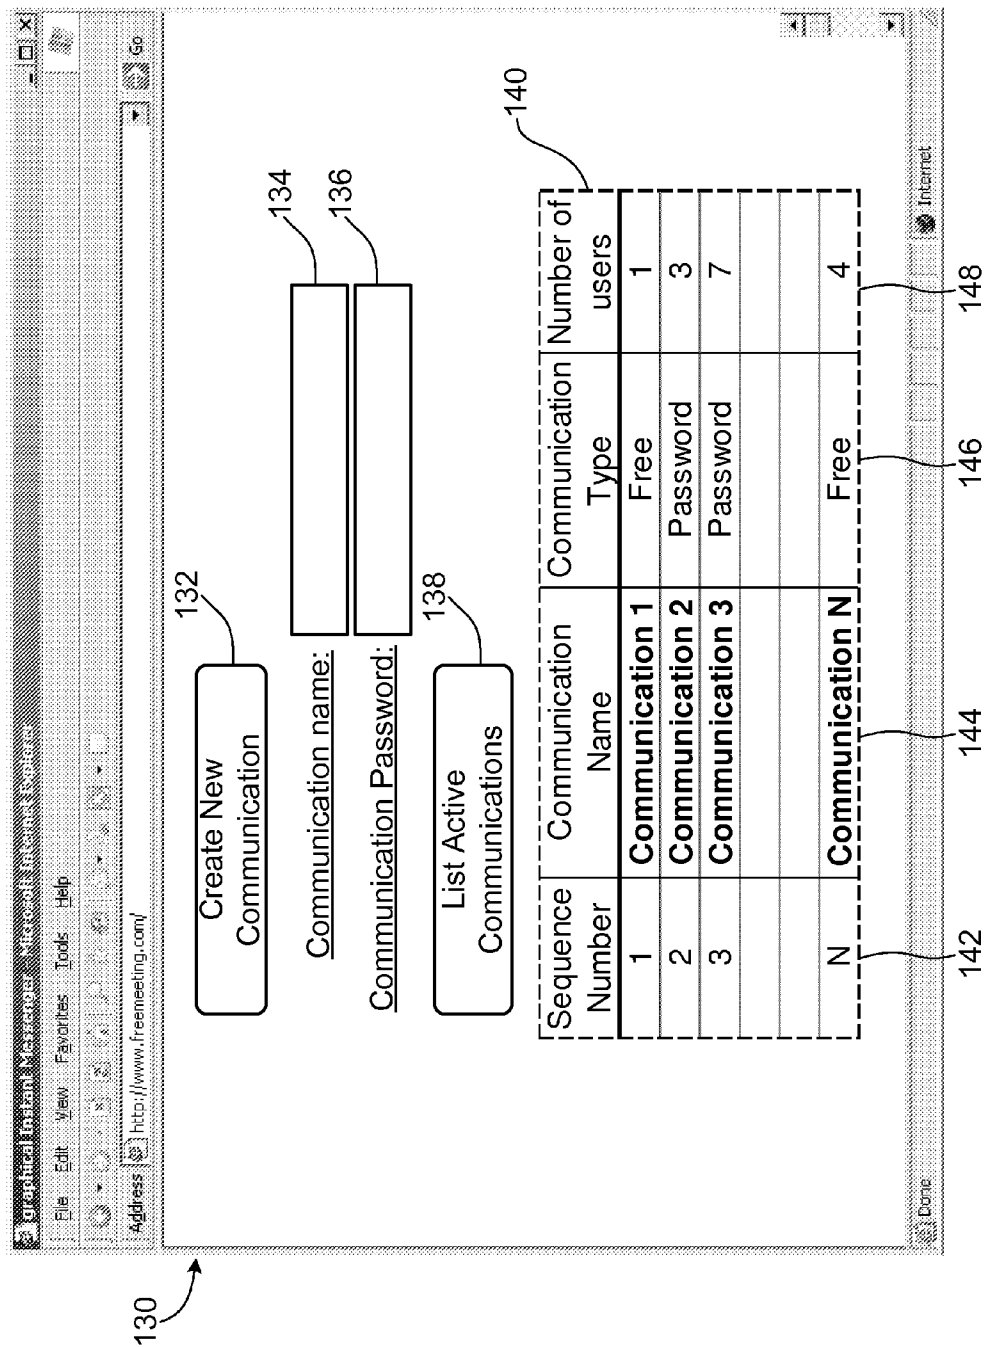 graphical Instant Messenger - Microsoft Internet Explorer
File Edit View Favorites Tools Help
Address http://www.freemeeting.com/ Go
130
Create New
Communication
132
Communication name:
134
Communication Password:
136
List Active
Communications
138
140
Sequence Number Communication Name Communication Type Number of users
1 Communication 1 Free 1
2 Communication 2 Password 3
3 Communication 3 Password 7
N Communication N Free 4
142 144 146 148
Done Internet